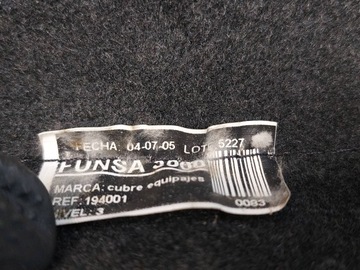 FECHA: 04-07-05 LOTE 5227
FUNSA 2000
MARCA: cubre equipajes
REF: 194001
NIVEL: 3
0083